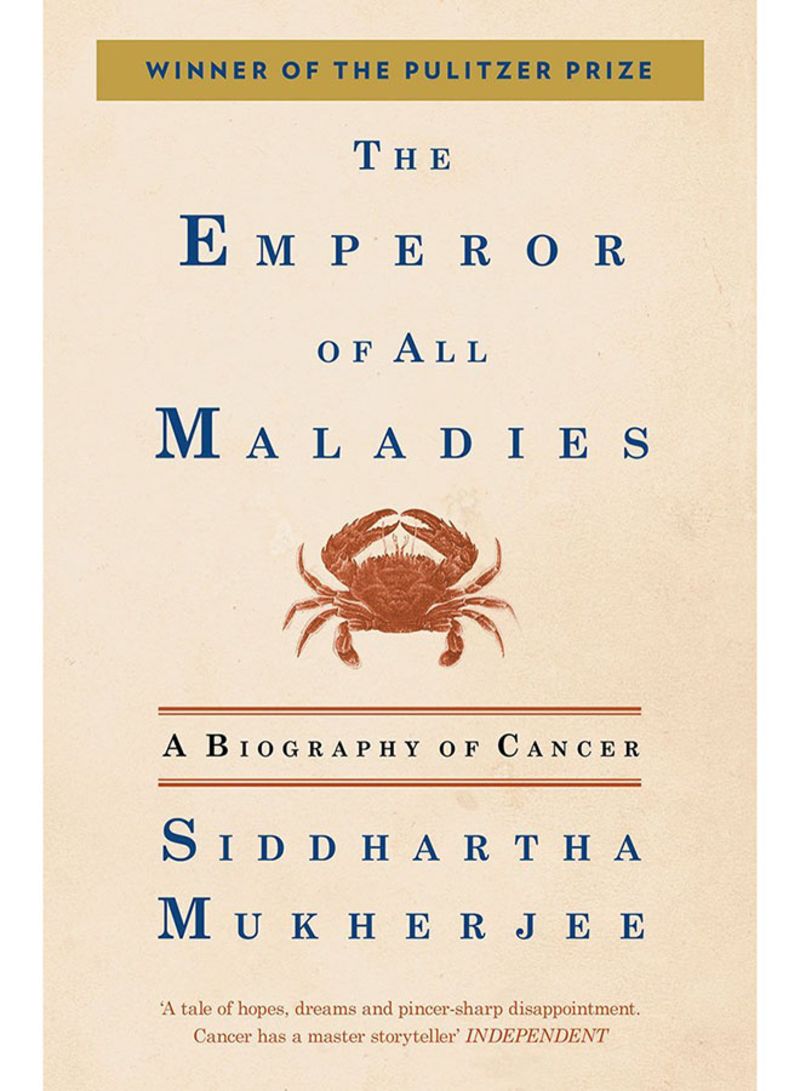 WINNER OF THE PULITZER PRIZE
THE
EMPEROR
OF ALL
MALADIES
A BIOGRAPHY OF CANCER
SIDDHARTHA
MUKHERJEE
‘A tale of hopes, dreams and pincer-sharp disappointment.
Cancer has a master storyteller’ INDEPENDENT